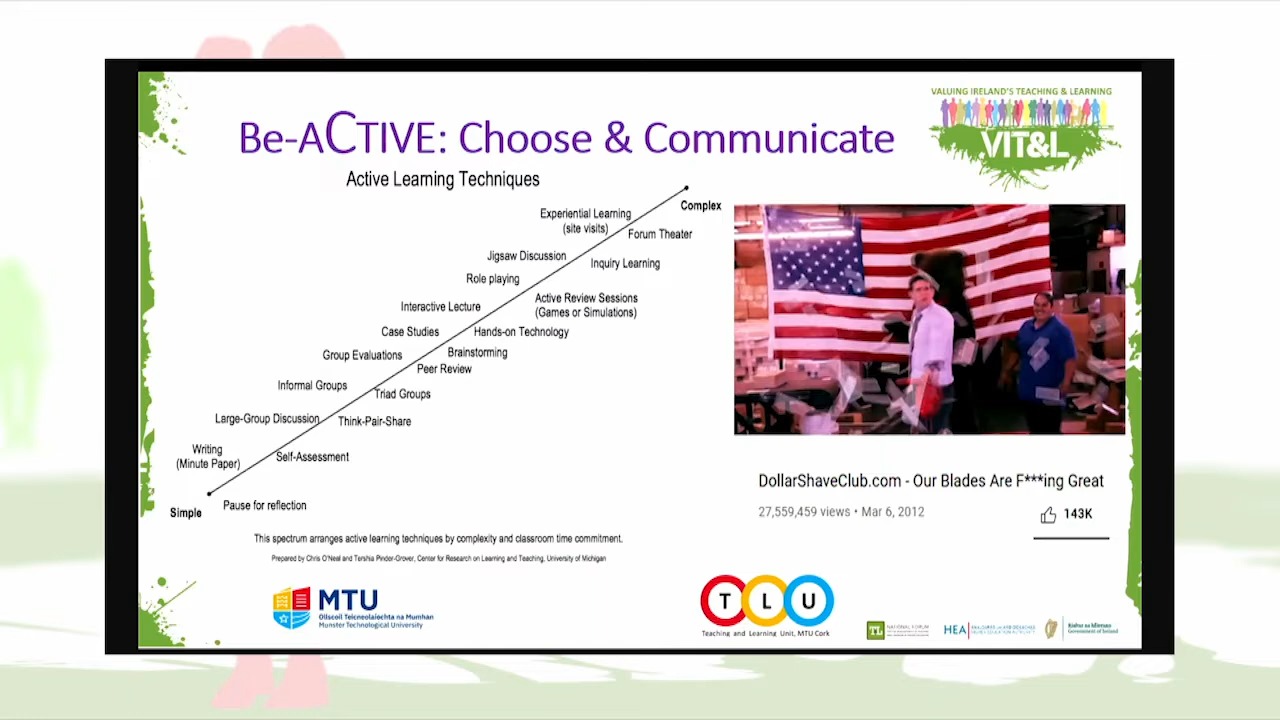 VALUING IRELAND'S TEACHING & LEARNING
VIT&L
Be-ACTIVE: Choose & Communicate
Active Learning Techniques
Complex
Experiential Learning
(site visits)
Forum Theater
Jigsaw Discussion
Inquiry Learning
Role playing
Active Review Sessions
(Games or Simulations)
Interactive Lecture
Case Studies
Hands-on Technology
Group Evaluations
Brainstorming
Peer Review
Informal Groups
Triad Groups
Large-Group Discussion
Think-Pair-Share
Writing
(Minute Paper)
Self-Assessment
Simple
Pause for reflection
This spectrum arranges active learning techniques by complexity and classroom time commitment.
Prepared by Chris O'Neal and Tershia Pinder-Grover, Center for Research on Learning and Teaching, University of Michigan
DollarShaveClub.com - Our Blades Are F***ing Great
27,559,459 views • Mar 6, 2012
143K
MTU
Ollscoil Teicneolaíochta na Mumhan
Munster Technological University
T L U
Teaching and Learning Unit, MTU Cork
TL
NATIONAL FORUM
HEA
Rialtas na hÉireann
Government of Ireland